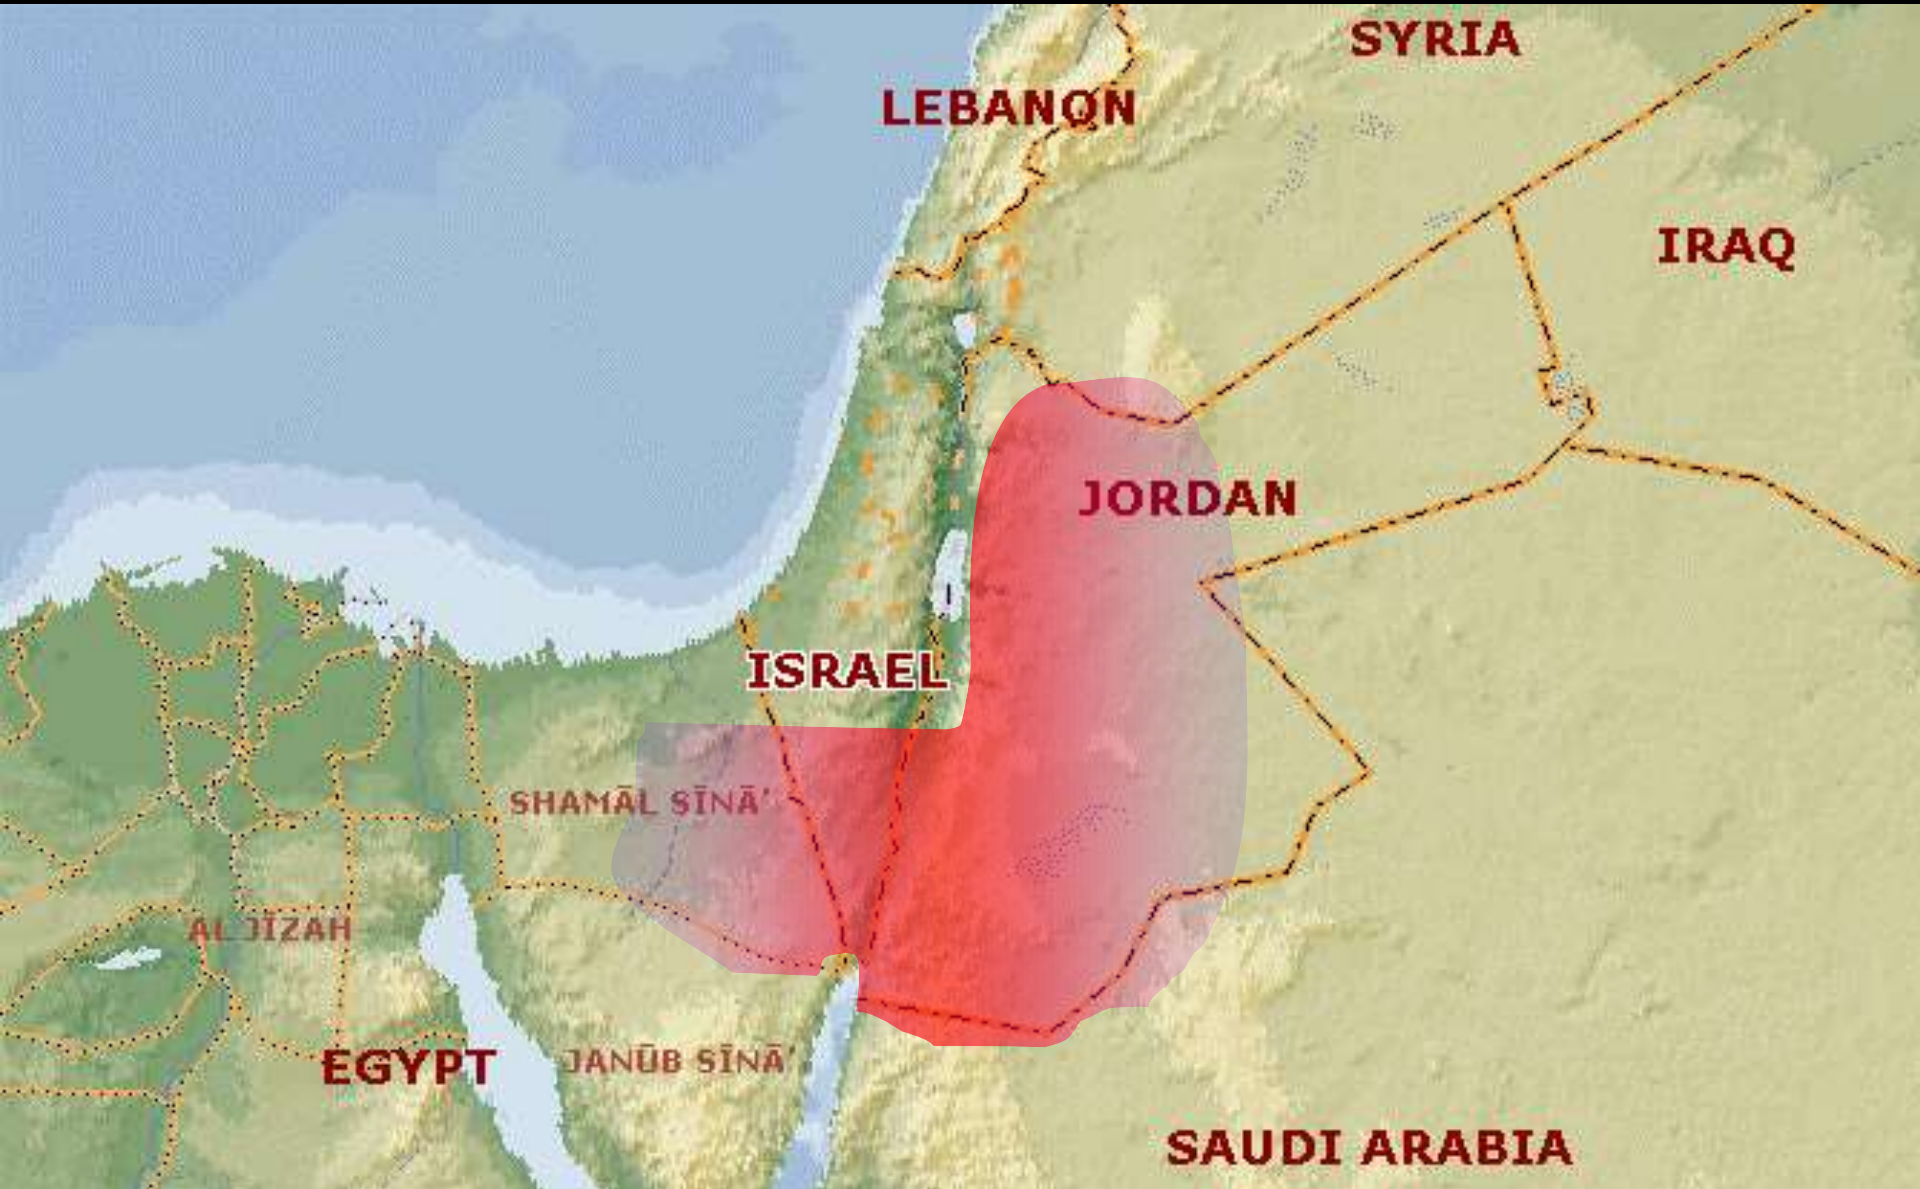 SYRIA
LEBANON
IRAQ
JORDAN
ISRAEL
SHAMĀL SĪNĀ'
AL JĪZAH
EGYPT
JANŪB SĪNĀ'
SAUDI ARABIA